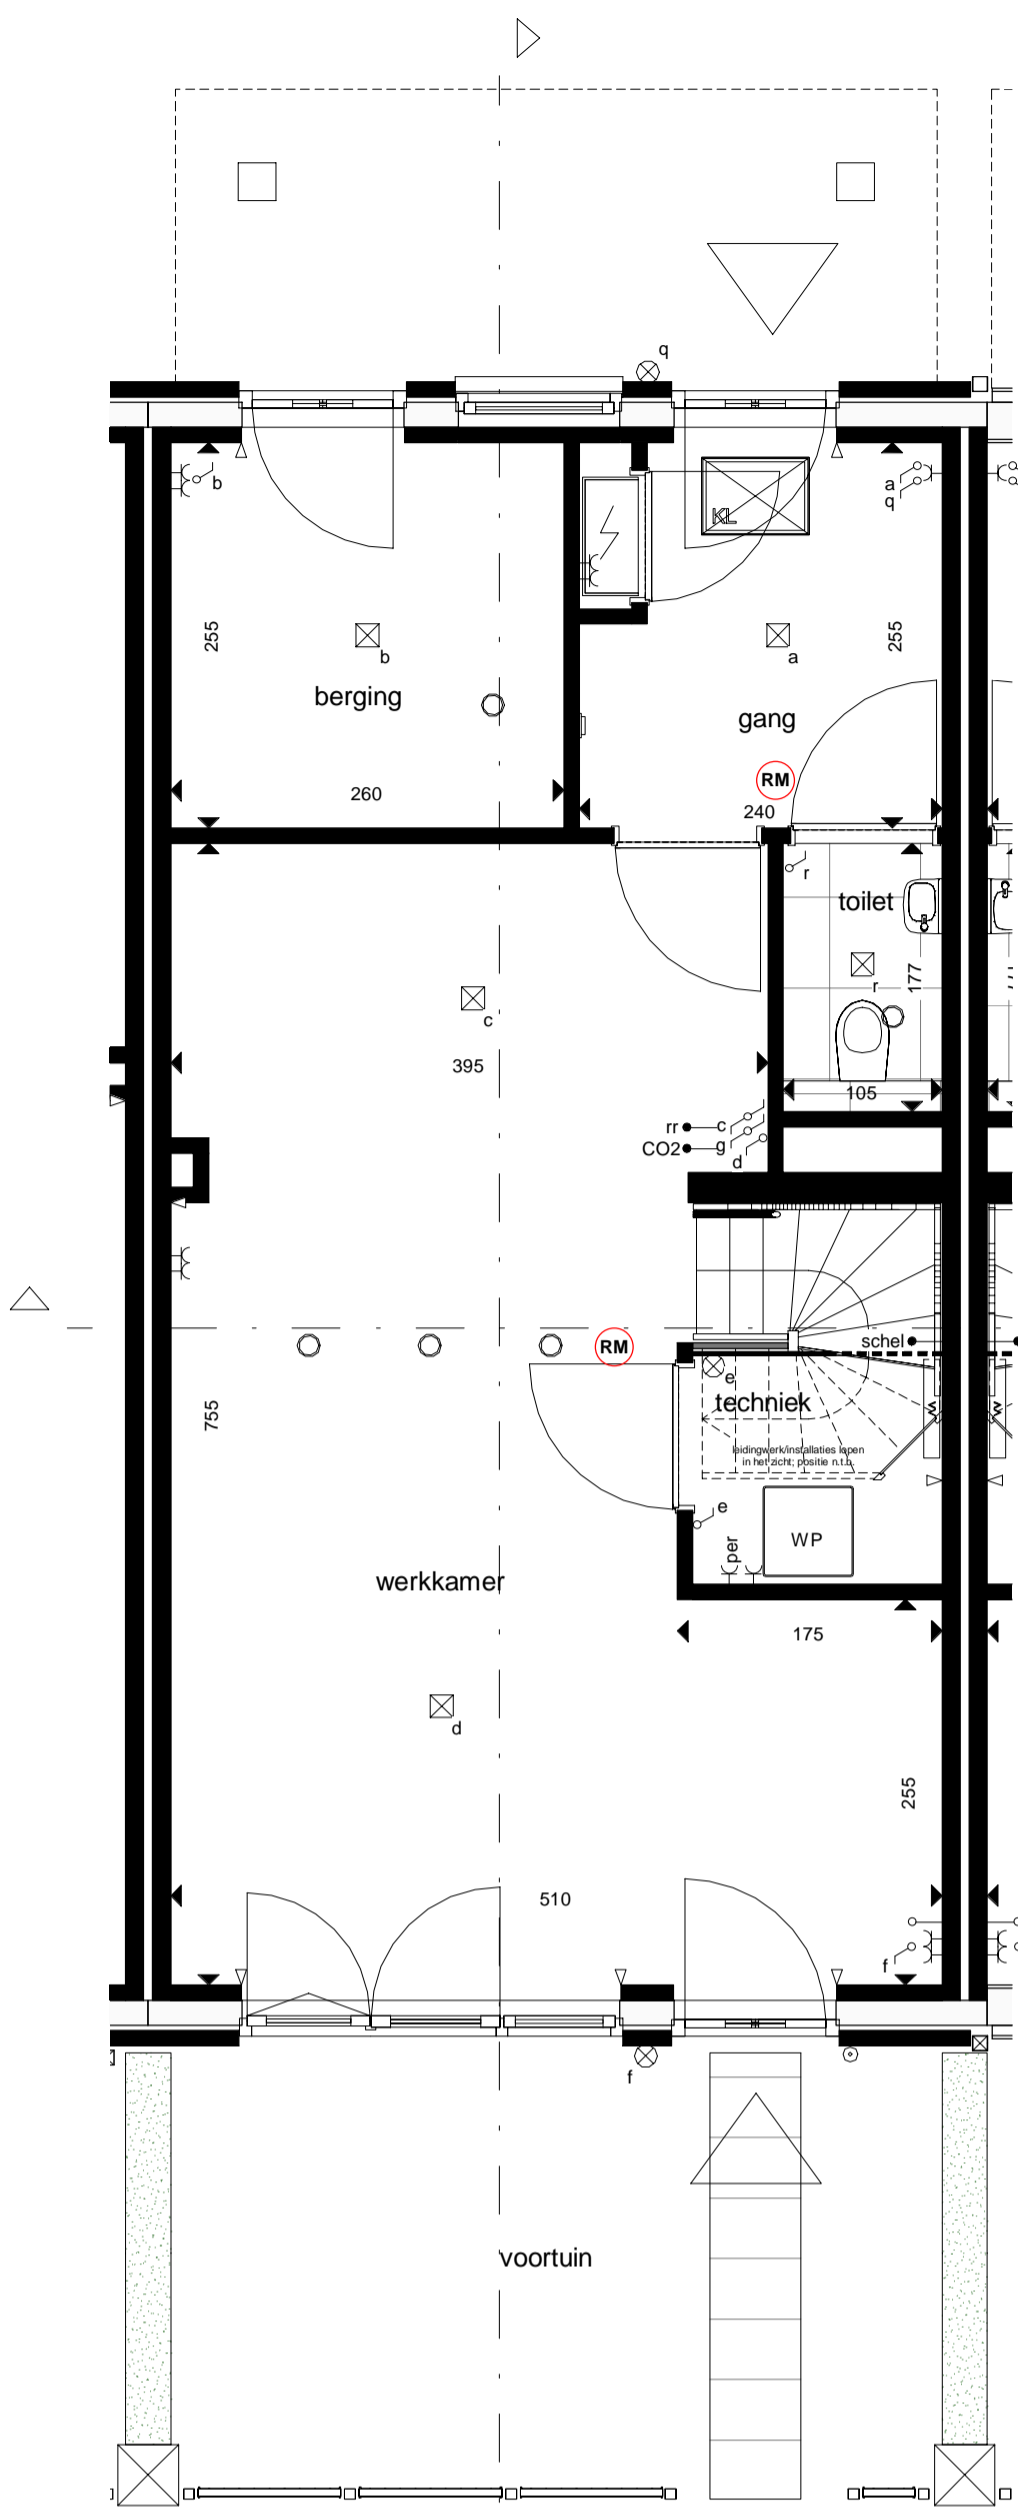 q
b
a
q
KL
255
b
berging
a
255
gang
RM
260
240
r
toilet
r
177
c
395
105
rr
c
CO2
g
d
schel
RM
e
techniek
leidingwerk/installaties lopen
in het zicht; positie n.t.b.
755
e
per
WP
werkkamer
175
d
255
510
f
f
voortuin